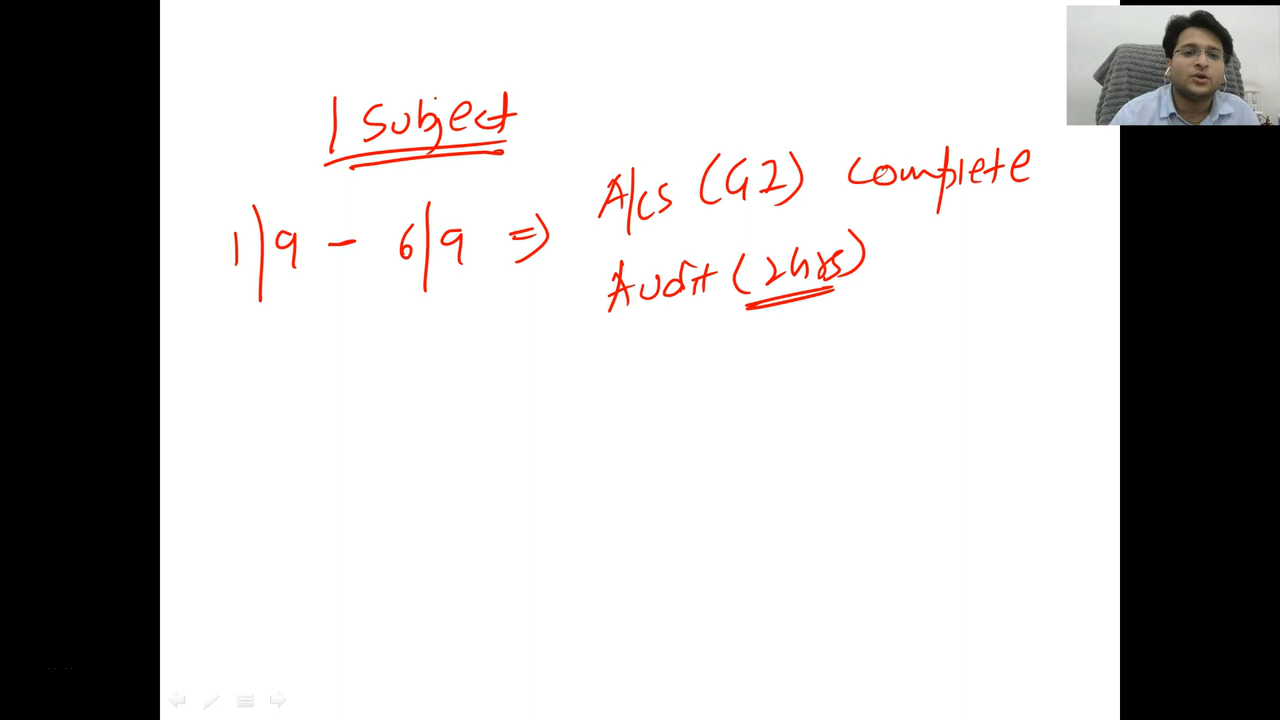 1 Subject
A/cs (G2) complete
1/9 - 6/9 ⇒
Audit (2hrs)